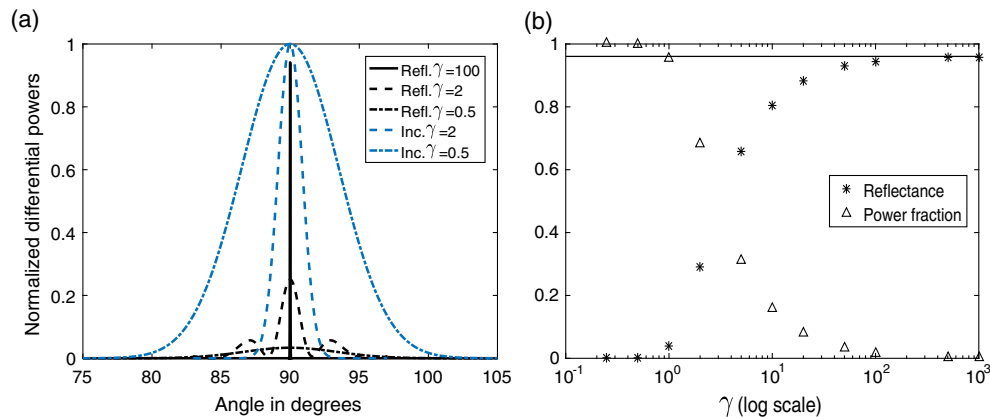 (a)
Normalized differential powers
1
0.8
0.6
0.4
0.2
0
75 80 85 90 95 100 105
Angle in degrees
Refl. γ=100
Refl. γ=2
Refl. γ=0.5
Inc. γ=2
Inc. γ=0.5
(b)
1
0.8
0.6
0.4
0.2
0
10⁻¹ 10⁰ 10¹ 10² 10³
γ (log scale)
Reflectance
Power fraction